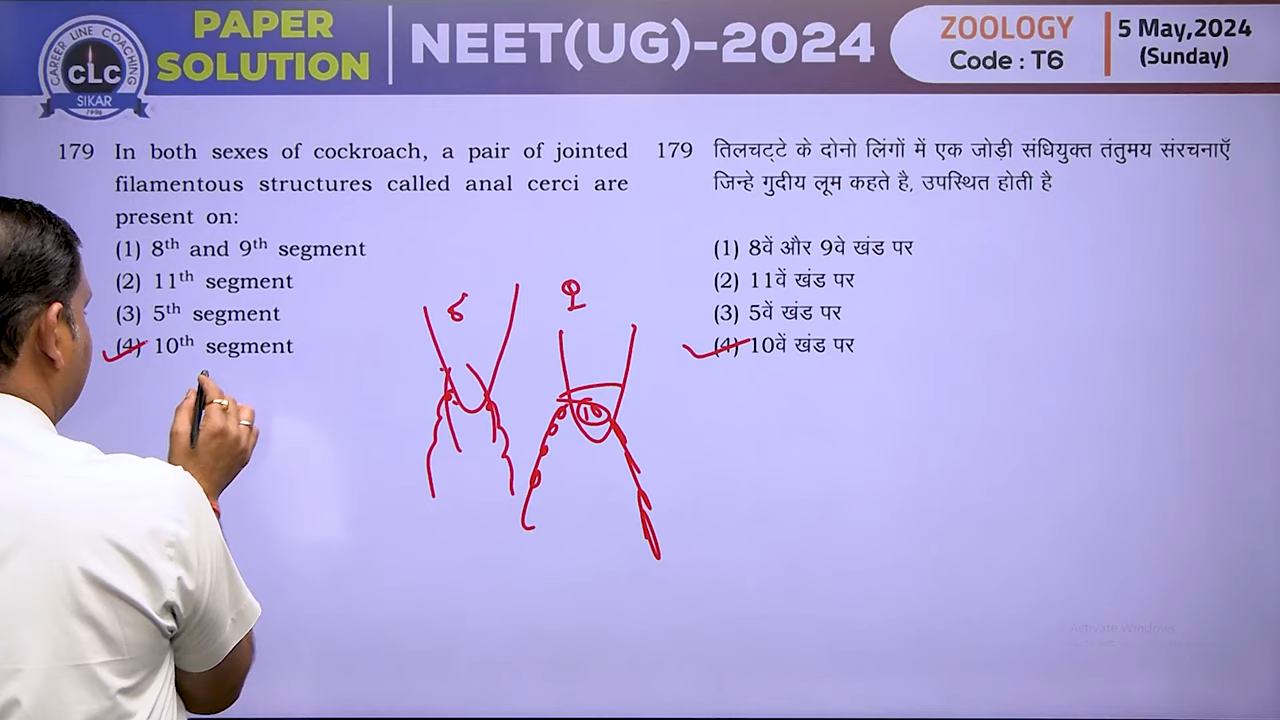 CAREER LINE COACHING
CLC
SIKAR
1996
PAPER
SOLUTION
NEET(UG)-2024
ZOOLOGY
Code : T6
5 May,2024
(Sunday)
179 In both sexes of cockroach, a pair of jointed
filamentous structures called anal cerci are
present on:
(1) 8th and 9th segment
(2) 11th segment
(3) 5th segment
(4) 10th segment
179 तिलचट्टे के दोनो लिंगों में एक जोड़ी संधियुक्त तंतुमय संरचनाएँ
जिन्हे गुदीय लूम कहते है, उपस्थित होती है
(1) 8वें और 9वे खंड पर
(2) 11वें खंड पर
(3) 5वें खंड पर
(4) 10वें खंड पर
♀
10
Activate Windows